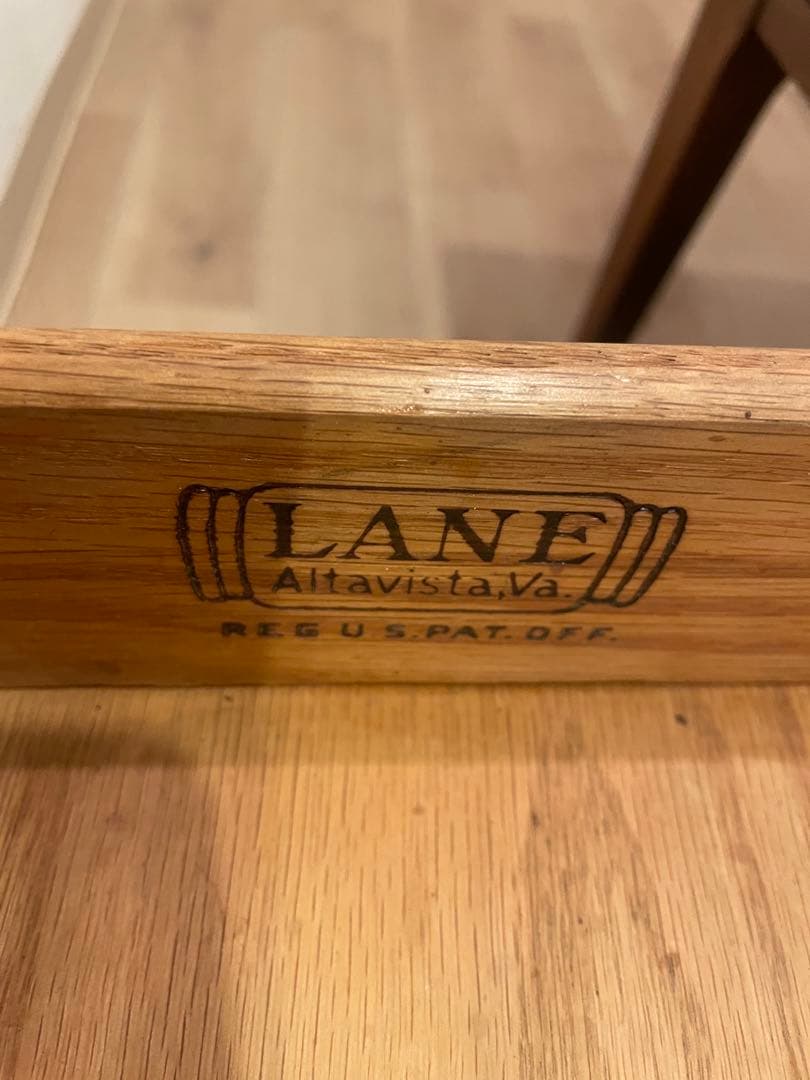 LANE
Altavista,Va.
REG U S.PAT. OFF.